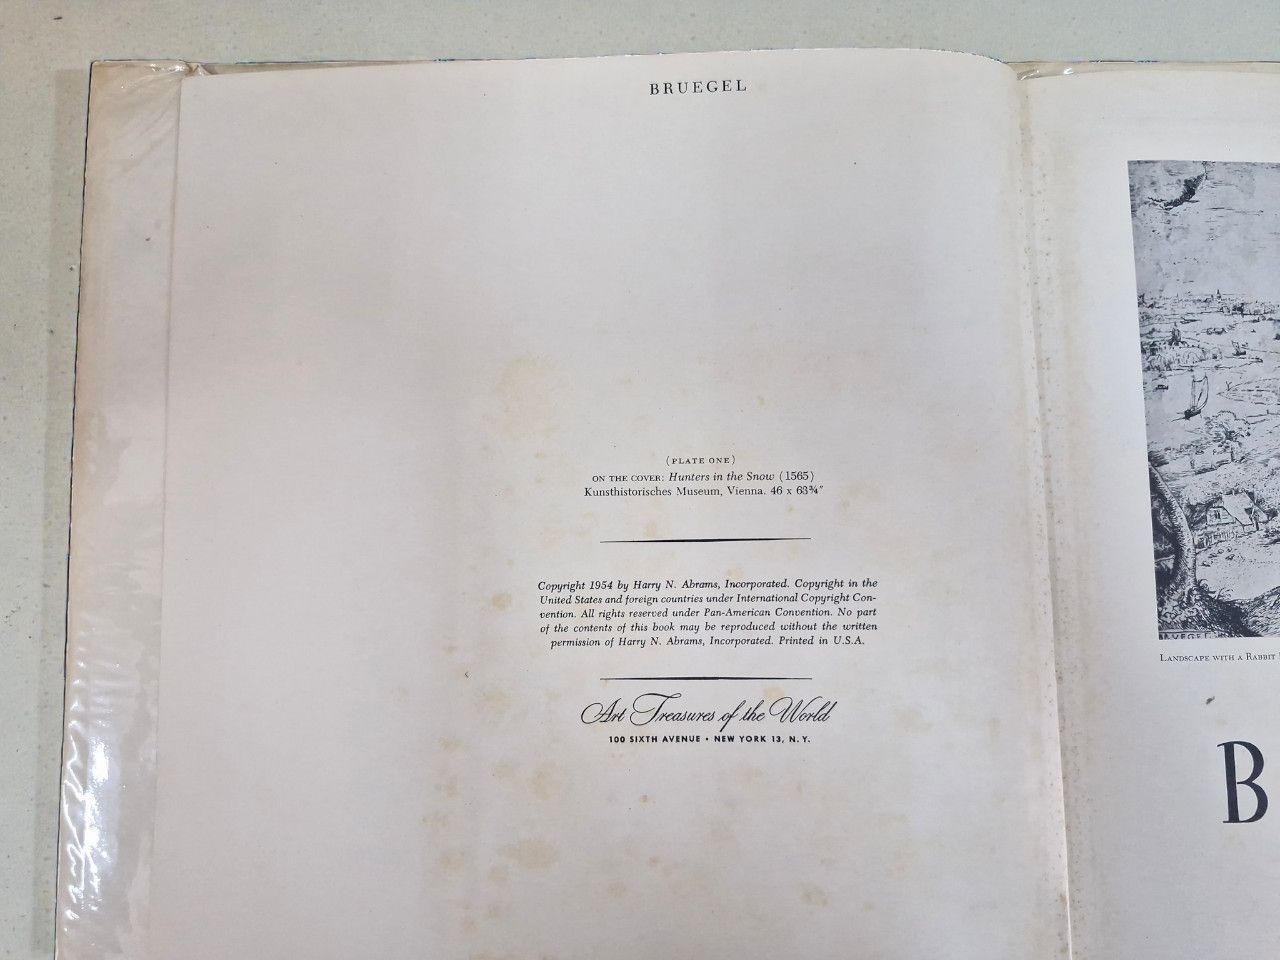 BRUEGEL
(PLATE ONE)
ON THE COVER: Hunters in the Snow (1565)
Kunsthistorisches Museum, Vienna. 46 x 63¾"
Copyright 1954 by Harry N. Abrams, Incorporated. Copyright in the
United States and foreign countries under International Copyright Con-
vention. All rights reserved under Pan-American Convention. No part
of the contents of this book may be reproduced without the written
permission of Harry N. Abrams, Incorporated. Printed in U.S.A.
Art Treasures of the World
100 SIXTH AVENUE • NEW YORK 13, N. Y.
BRVEGEL
LANDSCAPE WITH A RABBIT
B